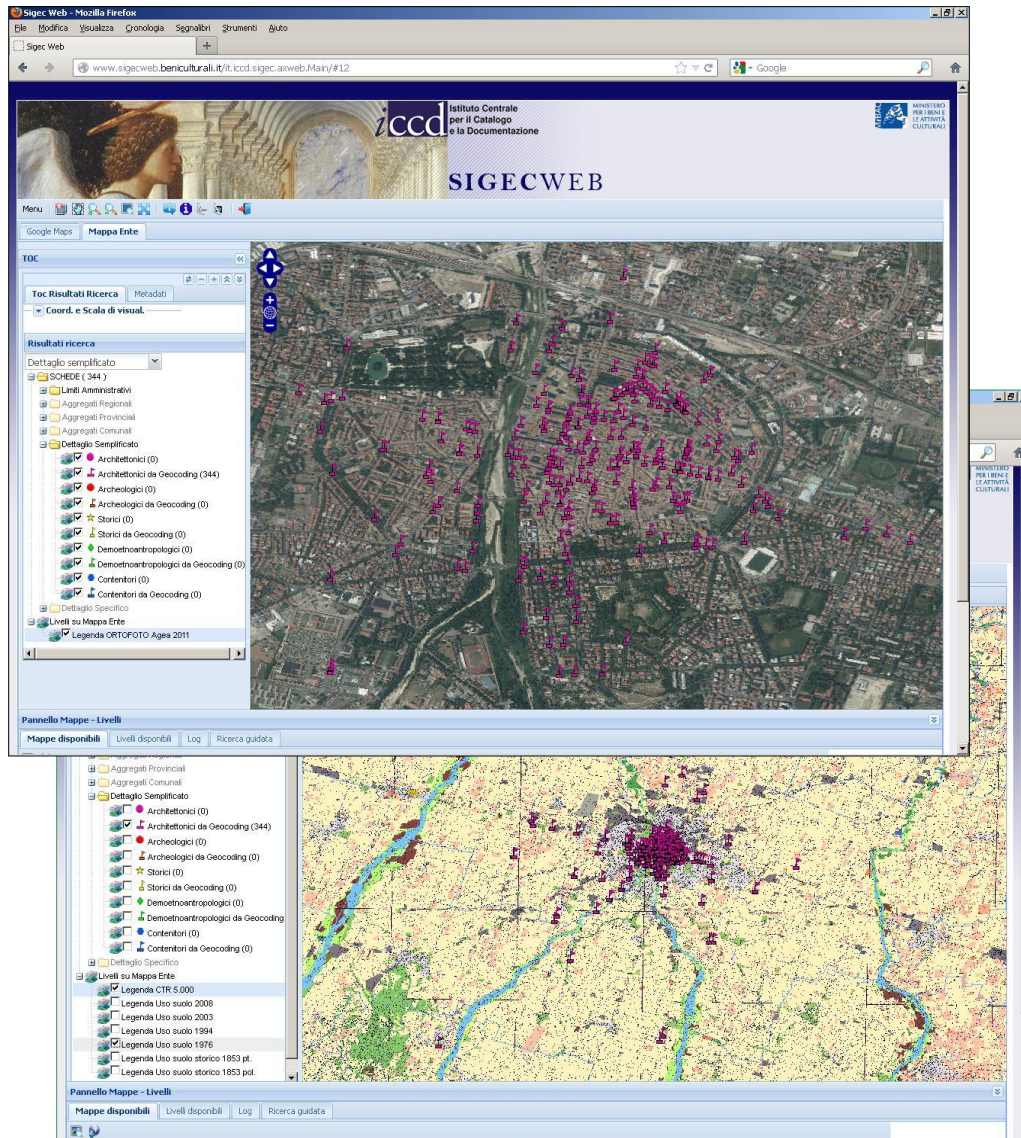 Sigec Web - Mozilla Firefox
File Modifica Visualizza Cronologia Segnalibri Strumenti Aiuto
Sigec Web
www.sigecweb.beniculturali.it/it.iccd.sigec.axweb.Main/#12
Google
iccd
Istituto Centrale
per il Catalogo
e la Documentazione
MiBAC
MINISTERO
PER I BENI E
LE ATTIVITÀ
CULTURALI
SIGECWEB
Menu
Google Maps Mappa Ente
TOC
Toc Risultati Ricerca Metadati
Coord. e Scala di visual.
Risultati ricerca
Dettaglio semplificato
SCHEDE ( 344 )
Limiti Amministrativi
Aggregati Regionali
Aggregati Provinciali
Aggregati Comunali
Dettaglio Semplificato
Architettonici (0)
Architettonici da Geocoding (344)
Archeologici (0)
Archeologici da Geocoding (0)
Storici (0)
Storici da Geocoding (0)
Demoetnoantropologici (0)
Demoetnoantropologici da Geocoding (0)
Contenitori (0)
Contenitori da Geocoding (0)
Dettaglio Specifico
Livelli su Mappa Ente
Legenda ORTOFOTO Agea 2011
Pannello Mappe - Livelli
Mappe disponibili Livelli disponibili Log Ricerca guidata
MINISTERO
PER I BENI E
LE ATTIVITÀ
CULTURALI
Aggregati Provinciali
Aggregati Comunali
Dettaglio Semplificato
Architettonici (0)
Architettonici da Geocoding (344)
Archeologici (0)
Archeologici da Geocoding (0)
Storici (0)
Storici da Geocoding (0)
Demoetnoantropologici (0)
Demoetnoantropologici da Geocoding
Contenitori (0)
Contenitori da Geocoding (0)
Dettaglio Specifico
Livelli su Mappa Ente
Legenda CTR 5.000
Legenda Uso suolo 2008
Legenda Uso suolo 2003
Legenda Uso suolo 1994
Legenda Uso suolo 1976
Legenda Uso suolo storico 1853 pt.
Legenda Uso suolo storico 1853 pol.
Pannello Mappe - Livelli
Mappe disponibili Livelli disponibili Log Ricerca guidata